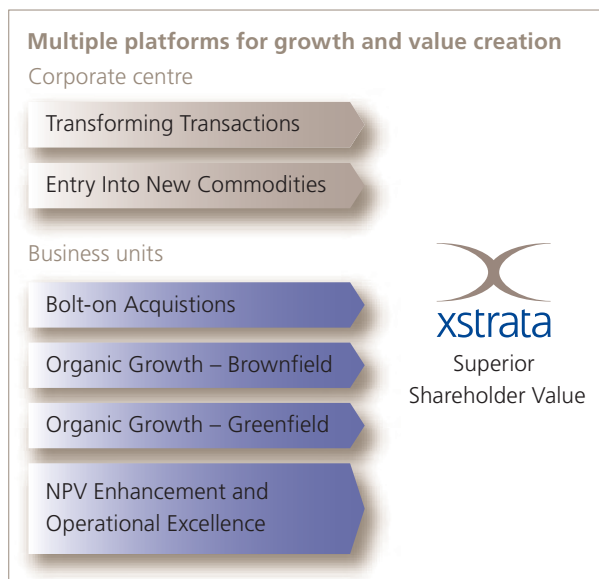 Multiple platforms for growth and value creation
Corporate centre
Transforming Transactions
Entry Into New Commodities
Business units
Bolt-on Acquistions
Organic Growth – Brownfield
Organic Growth – Greenfield
NPV Enhancement and
Operational Excellence
xstrata
Superior
Shareholder Value